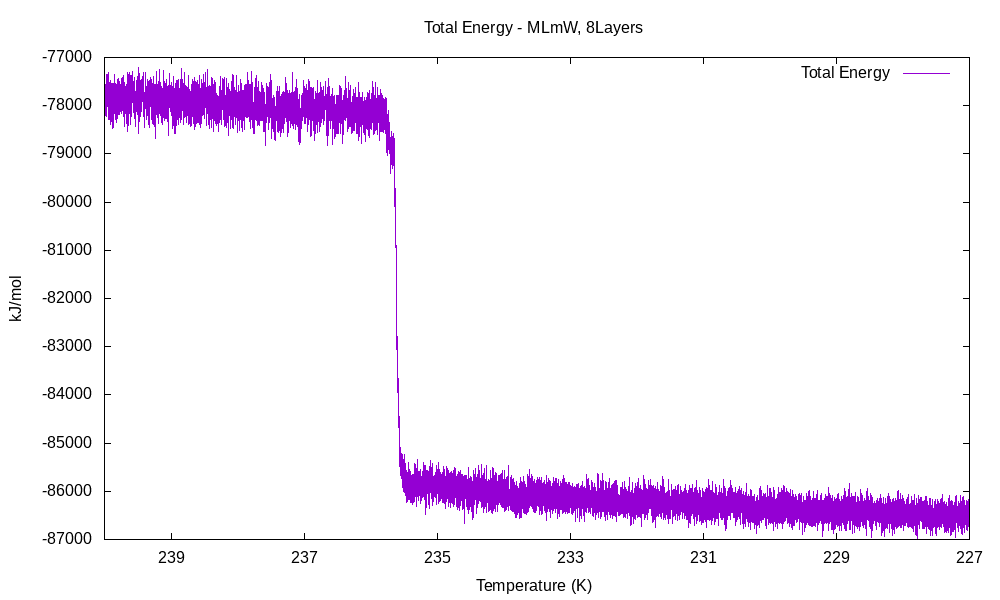 Total Energy - MLmW, 8Layers
Total Energy
-77000
-78000
-79000
-80000
-81000
-82000
-83000
-84000
-85000
-86000
-87000
kJ/mol
239 237 235 233 231 229 227
Temperature (K)